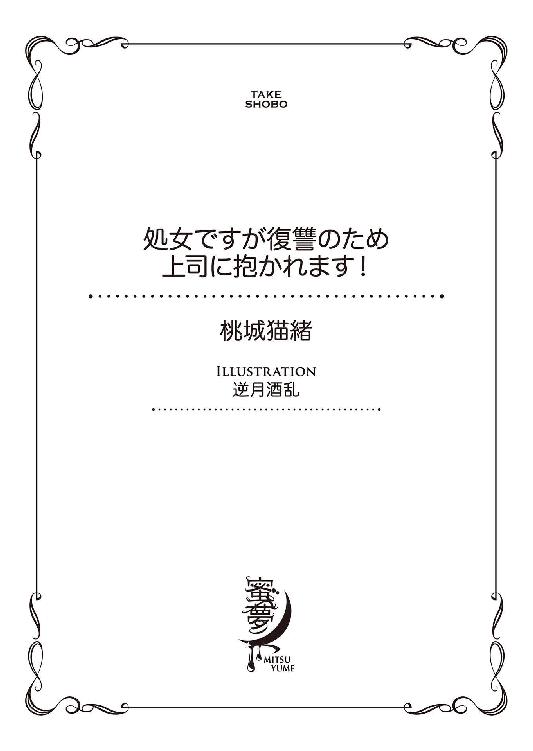 TAKE
SHOBO
処女ですが復讐のため
上司に抱かれます！
桃城猫緒
ILLUSTRATION
逆月酒乱
蜜夢
MITSU
YUME